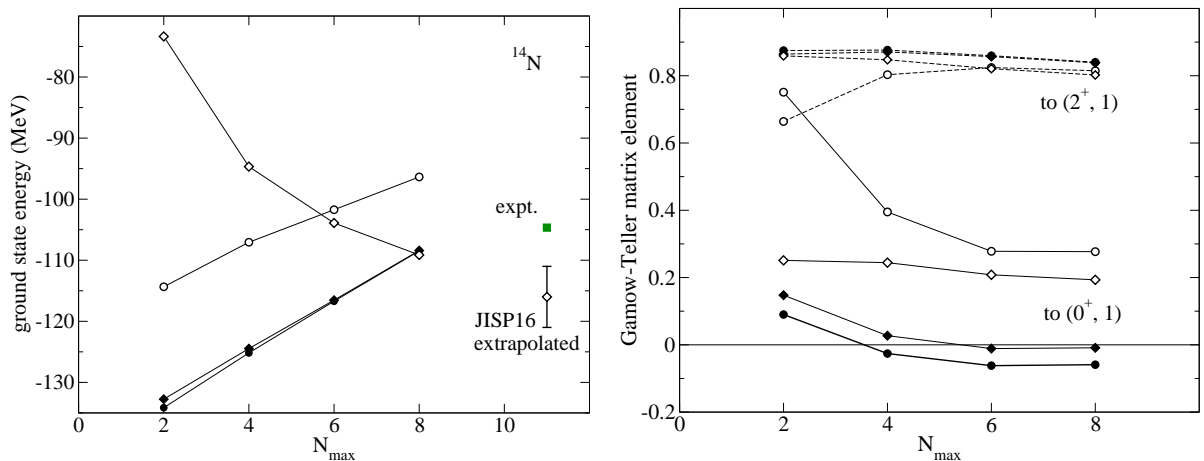 ground state energy (MeV)
-80
-90
-100
-110
-120
-130
0
2
4
6
8
10
N_max
¹⁴N
expt.
JISP16
extrapolated
Gamow-Teller matrix element
0.8
0.6
0.4
0.2
0
-0.2
0
2
4
6
8
N_max
to (2⁺, 1)
to (0⁺, 1)